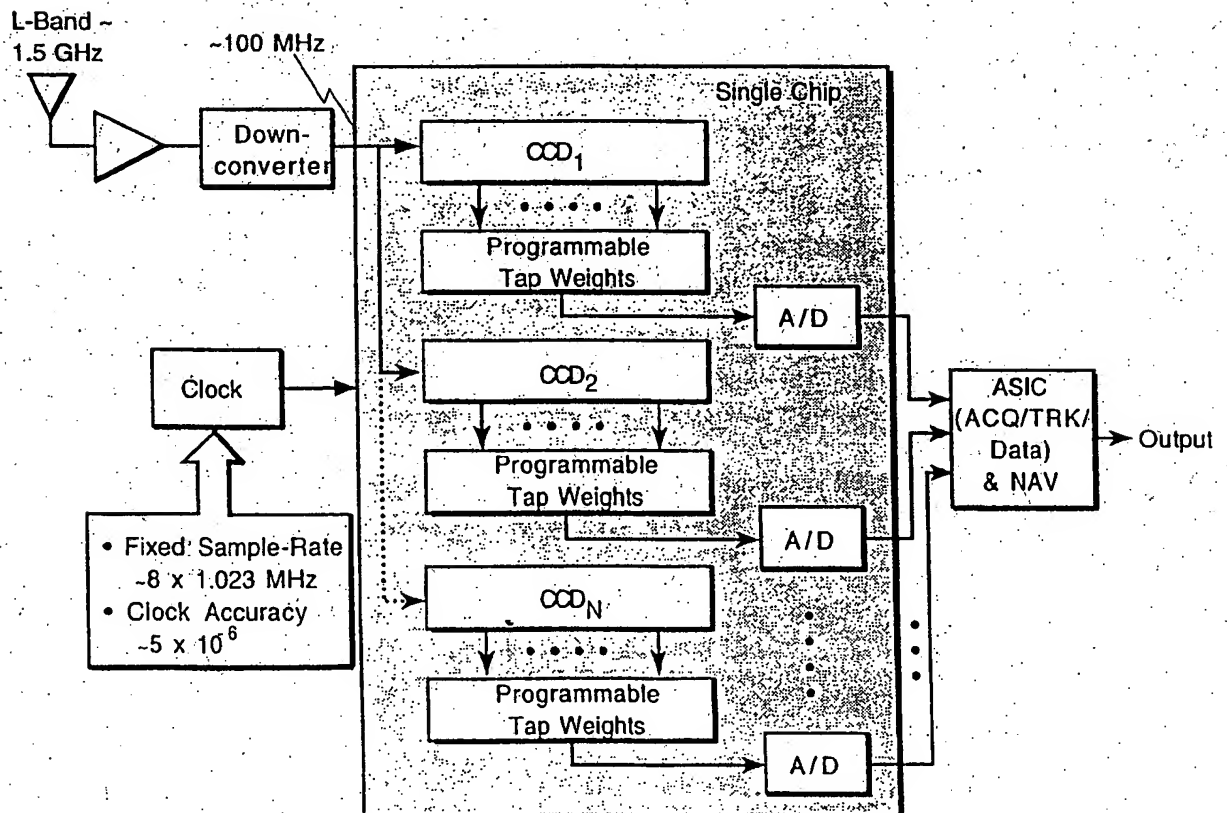 L-Band ~
1.5 GHz
~100 MHz
Single Chip
Down-
converter
CCD1
Programmable
Tap Weights
A/D
Clock
CCD2
Programmable
Tap Weights
A/D
ASIC
(ACQ/TRK/
Data)
& NAV
Output
• Fixed Sample-Rate
~8 x 1.023 MHz
• Clock Accuracy
~5 x 10^-6
CCDN
Programmable
Tap Weights
A/D